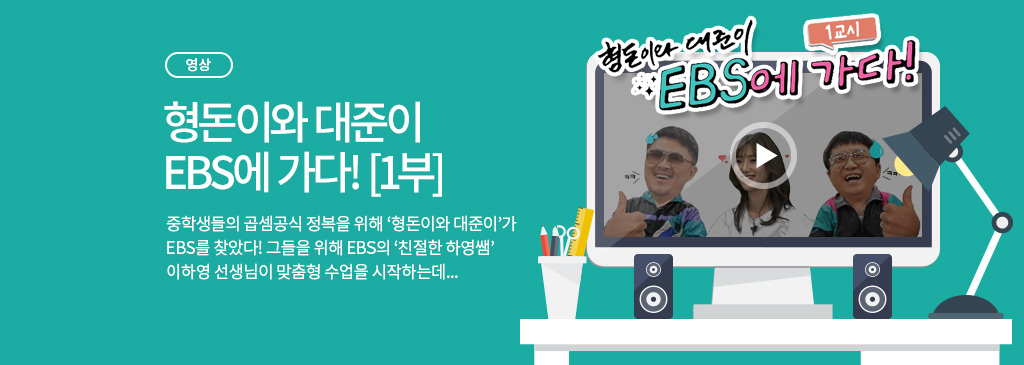 영상
형돈이와 대준이
EBS에 가다! [1부]
중학생들의 곱셈공식 정복을 위해 ‘형돈이와 대준이’가
EBS를 찾았다! 그들을 위해 EBS의 ‘친절한 하영쌤’
이하영 선생님이 맞춤형 수업을 시작하는데...
형돈이와 대준이
1교시
EBS에 가다!
ㅋㅋ
ㅋㅋ